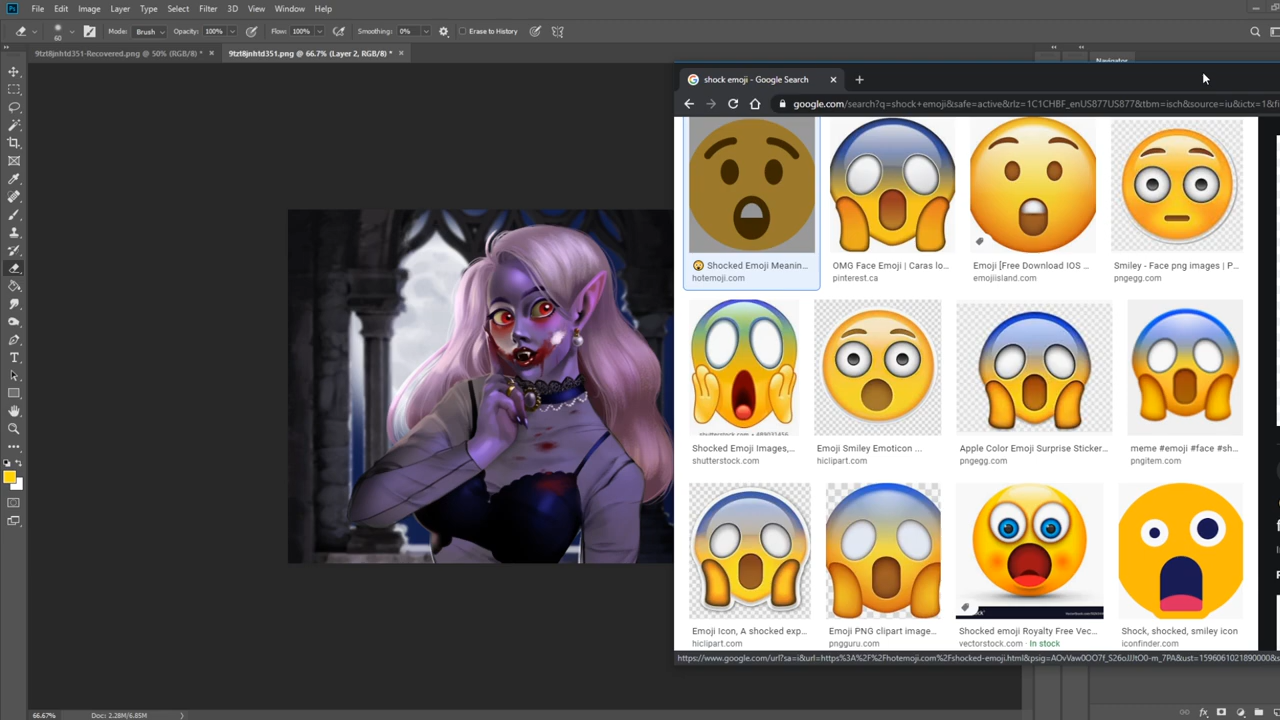 Ps File Edit Image Layer Type Select Filter 3D View Window Help
60 Mode: Brush Opacity: 100% Flow: 100% Smoothing: 0% Erase to History
9tzt8jnhtd351-Recovered.png @ 50% (RGB/8) * × 9tzt8jnhtd351.png @ 66.7% (Layer 2, RGB/8) * ×
Navigator
shock emoji - Google Search
google.com/search?q=shock+emoji&safe=active&rlz=1C1CHBF_enUS877US877&tbm=isch&source=iu&ictx=1&fi
Shocked Emoji Meanin... OMG Face Emoji | Caras lo... Emoji [Free Download IOS ... Smiley - Face png images | P...
hotemoji.com pinterest.ca emojiisland.com pngegg.com
Shocked Emoji Images,... Emoji Smiley Emoticon ... Apple Color Emoji Surprise Sticker... meme #emoji #face #sh...
shutterstock.com hiclipart.com pngegg.com pngitem.com
Emoji Icon, A shocked exp... Emoji PNG clipart image... Shocked emoji Royalty Free Vec... Shock, shocked, smiley icon
hiclipart.com pngguru.com vectorstock.com · In stock iconfinder.com
66.67% Doc: 2.28M/6.85M